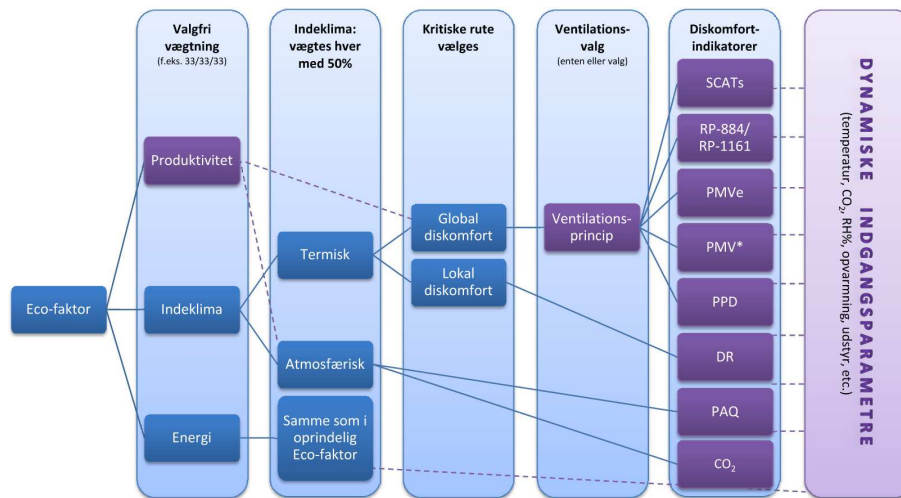 Valgfri
vægtning
(f.eks. 33/33/33)
Indeklima:
vægtes hver
med 50%
Kritiske rute
vælges
Ventilations-
valg
(enten eller valg)
Diskomfort-
indikatorer
Eco-faktor
Produktivitet
Indeklima
Energi
Termisk
Atmosfærisk
Samme som i
oprindelig
Eco-faktor
Global
diskomfort
Lokal
diskomfort
Ventilations-
princip
SCATs
RP-884/
RP-1161
PMVe
PMV*
PPD
DR
PAQ
CO₂
DYNAMISKE INDGANGSPARAMETRE
(temperatur, CO₂, RH%, opvarmning, udstyr, etc.)